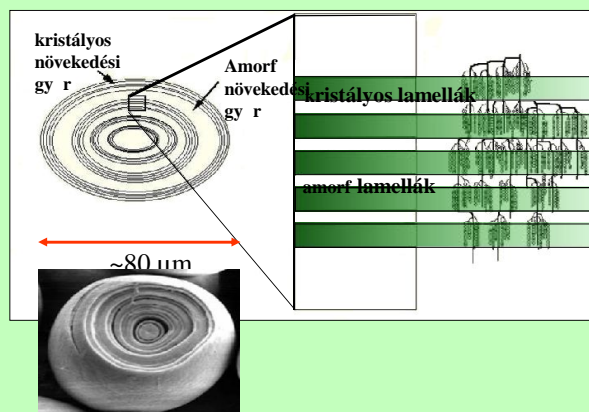 kristályos
növekedési
gy r
Amorf
növekedési
gy r
kristályos lamellák
amorf lamellák
~80 µm